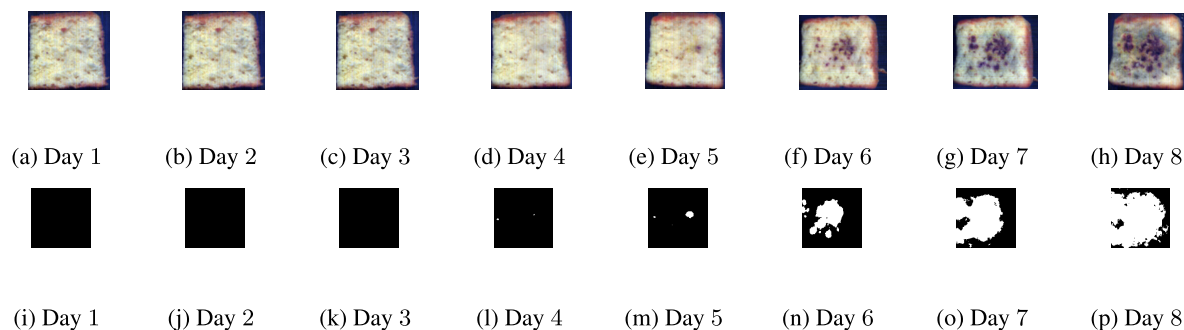 (a) Day 1 (b) Day 2 (c) Day 3 (d) Day 4 (e) Day 5 (f) Day 6 (g) Day 7 (h) Day 8
(i) Day 1 (j) Day 2 (k) Day 3 (l) Day 4 (m) Day 5 (n) Day 6 (o) Day 7 (p) Day 8